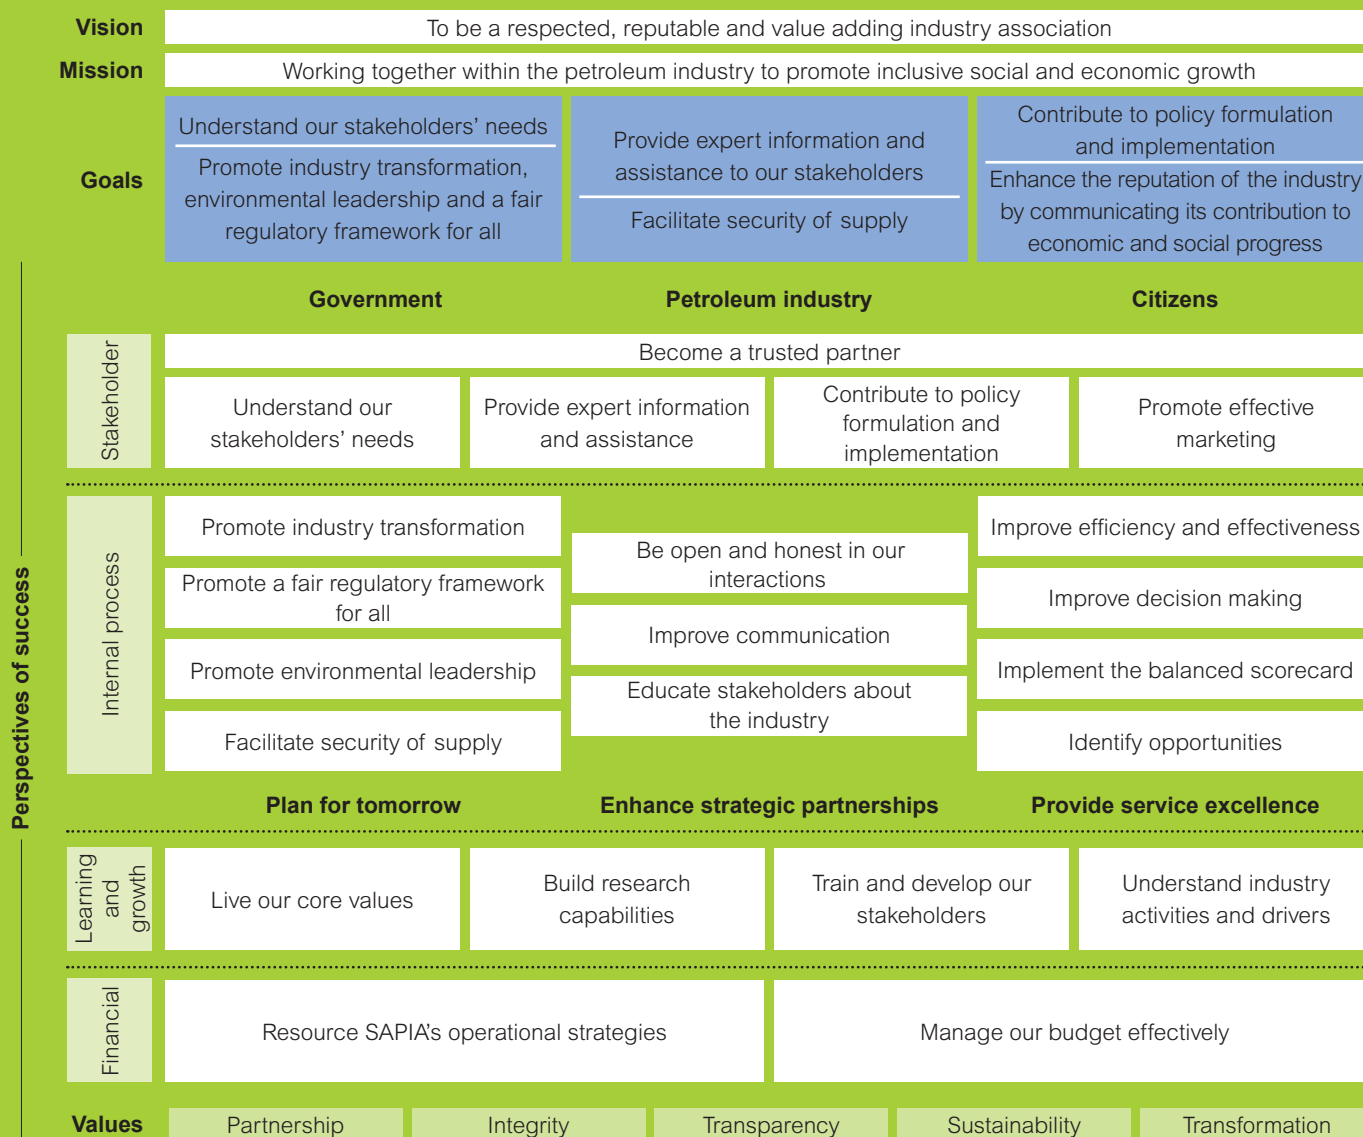 Vision
To be a respected, reputable and value adding industry association
Mission
Working together within the petroleum industry to promote inclusive social and economic growth
Goals
Understand our stakeholders’ needs
Promote industry transformation,
environmental leadership and a fair
regulatory framework for all
Provide expert information and
assistance to our stakeholders
Facilitate security of supply
Contribute to policy formulation
and implementation
Enhance the reputation of the industry
by communicating its contribution to
economic and social progress
Perspectives of success
Government
Petroleum industry
Citizens
Stakeholder
Become a trusted partner
Understand our
stakeholders’ needs
Provide expert information
and assistance
Contribute to policy
formulation and
implementation
Promote effective
marketing
Internal process
Promote industry transformation
Promote a fair regulatory framework
for all
Promote environmental leadership
Facilitate security of supply
Be open and honest in our
interactions
Improve communication
Educate stakeholders about
the industry
Improve efficiency and effectiveness
Improve decision making
Implement the balanced scorecard
Identify opportunities
Plan for tomorrow
Enhance strategic partnerships
Provide service excellence
Learning
and
growth
Live our core values
Build research
capabilities
Train and develop our
stakeholders
Understand industry
activities and drivers
Financial
Resource SAPIA’s operational strategies
Manage our budget effectively
Values
Partnership
Integrity
Transparency
Sustainability
Transformation